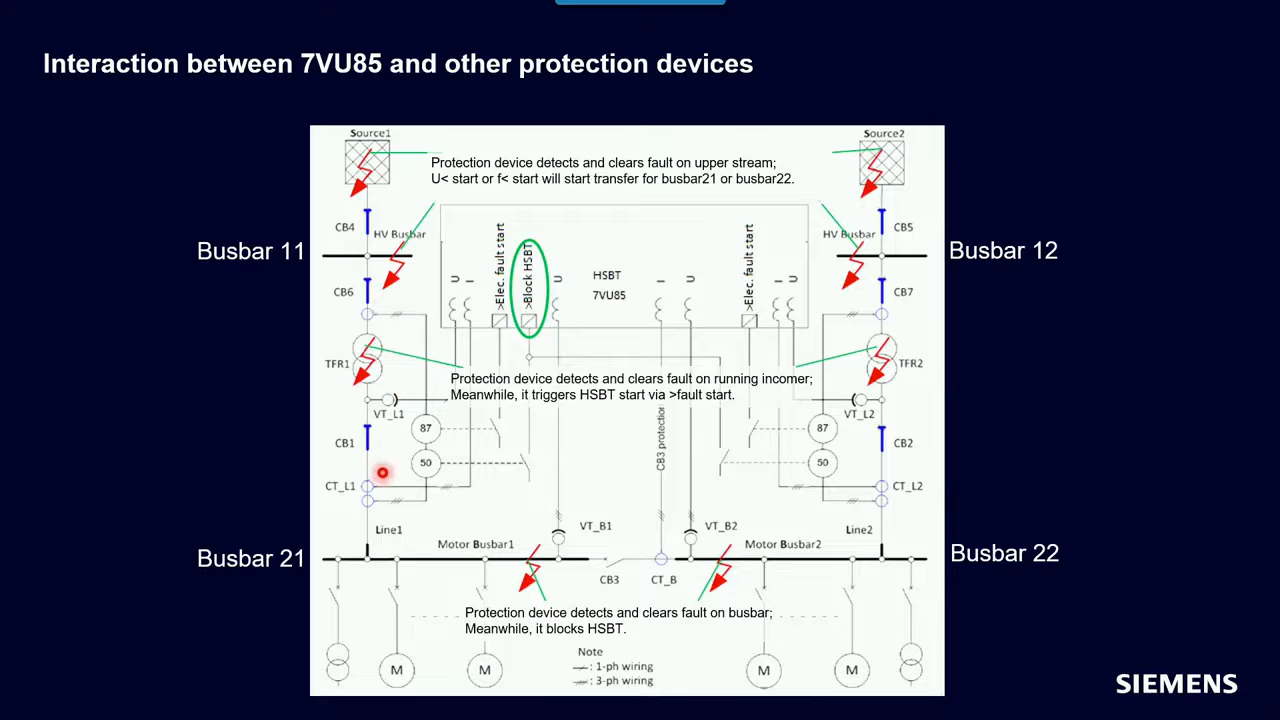 Interaction between 7VU85 and other protection devices
Source1
Source2
Protection device detects and clears fault on upper stream;
U< start or f< start will start transfer for busbar21 or busbar22.
CB4
CB5
HV Busbar
HV Busbar
Busbar 11
Busbar 12
>Elec. fault start
>Block HSBT
>Elec. fault start
U
I
U
I
U
I
U
HSBT
7VU85
CB6
CB7
TFR1
TFR2
Protection device detects and clears fault on running incomer;
Meanwhile, it triggers HSBT start via >fault start.
VT_L1
VT_L2
CB3 protection
87
87
CB1
CB2
50
50
CT_L1
CT_L2
Line1
VT_B1
VT_B2
Line2
Motor Busbar1
Motor Busbar2
Busbar 21
Busbar 22
CB3
CT_B
Protection device detects and clears fault on busbar;
Meanwhile, it blocks HSBT.
M
M
M
M
Note
: 1-ph wiring
: 3-ph wiring
SIEMENS